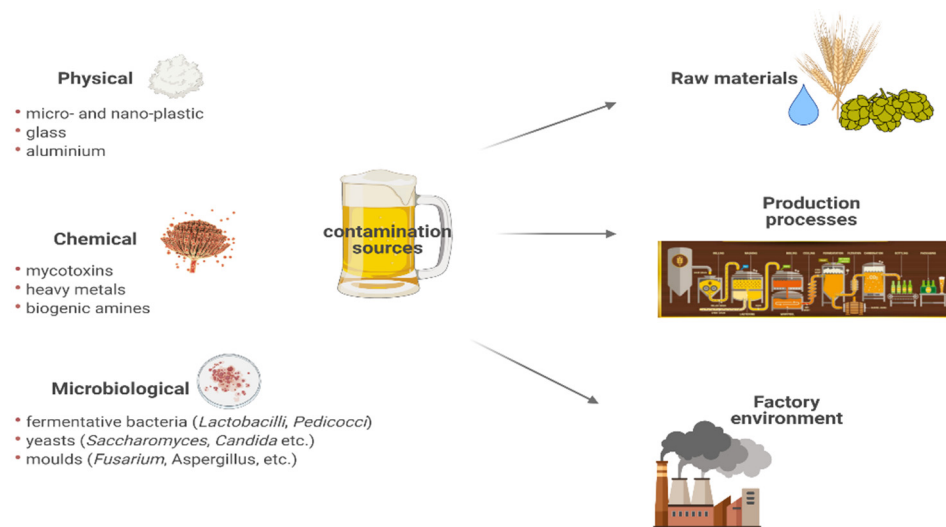 Physical
• micro- and nano-plastic
• glass
• aluminium
Chemical
• mycotoxins
• heavy metals
• biogenic amines
Microbiological
• fermentative bacteria (Lactobacilli, Pedicocci)
• yeasts (Saccharomyces, Candida etc.)
• moulds (Fusarium, Aspergillus, etc.)
contamination
sources
Raw materials
Production
processes
Factory
environment